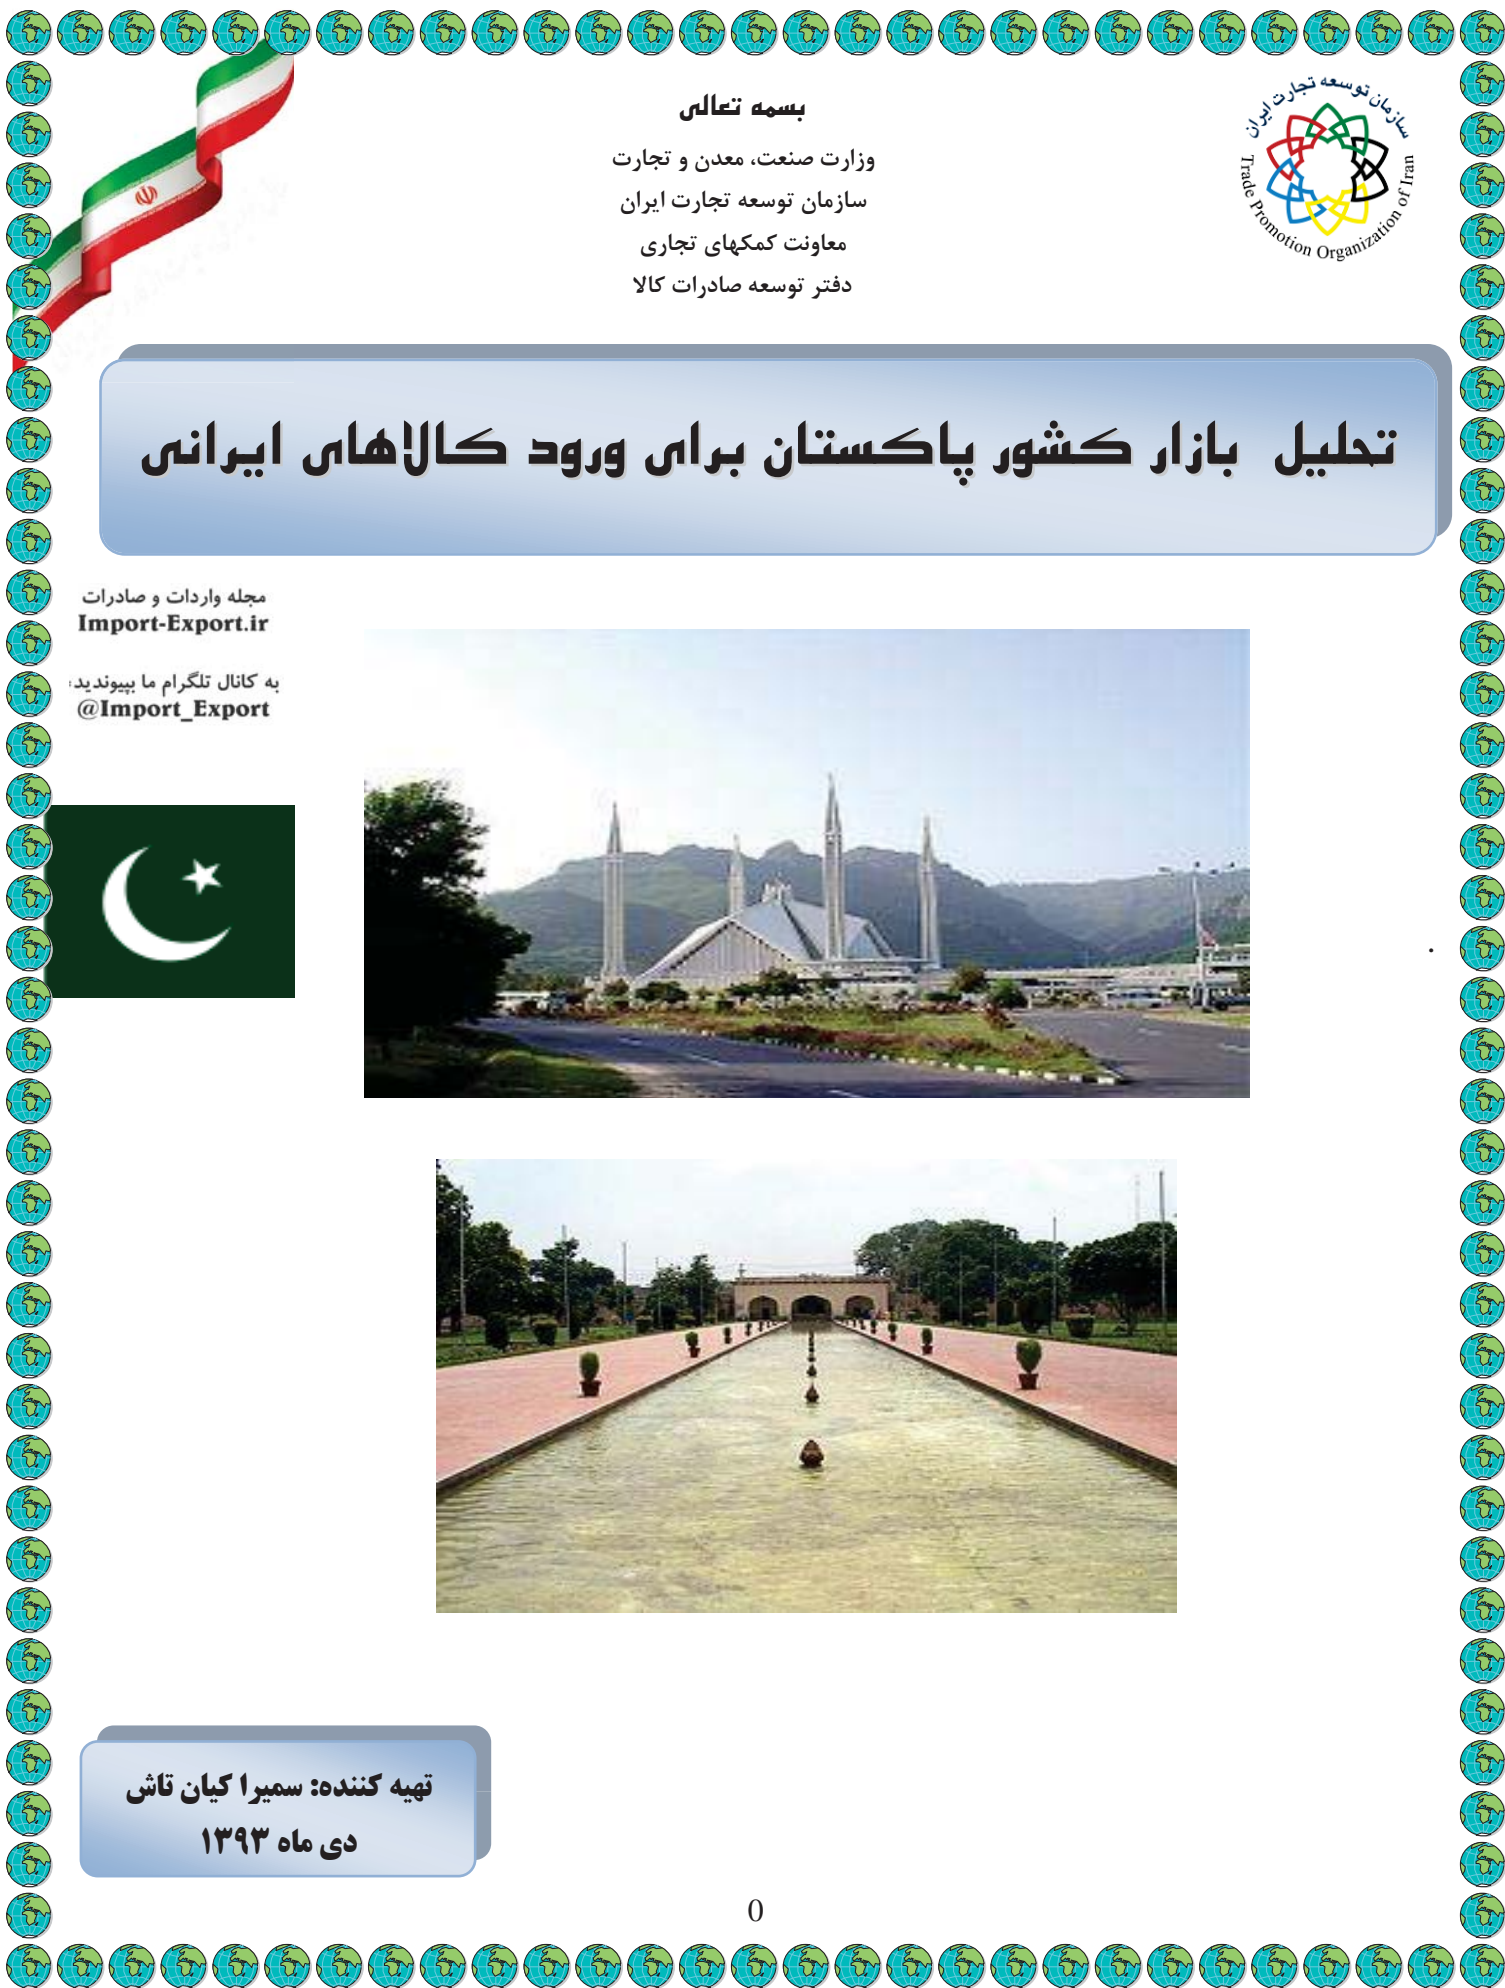 بسمه تعالی
وزارت صنعت، معدن و تجارت
سازمان توسعه تجارت ایران
معاونت کمکهای تجاری
دفتر توسعه صادرات کالا
سازمان توسعه تجارت ایران
Trade Promotion Organization of Iran
تحلیل بازار کشور پاکستان برای ورود کالاهای ایرانی
مجله واردات و صادرات
Import-Export.ir
به کانال تلگرام ما بپیوندید:
@Import_Export
.
تهیه کننده: سمیرا کیان تاش
دی ماه ۱۳۹۳
0